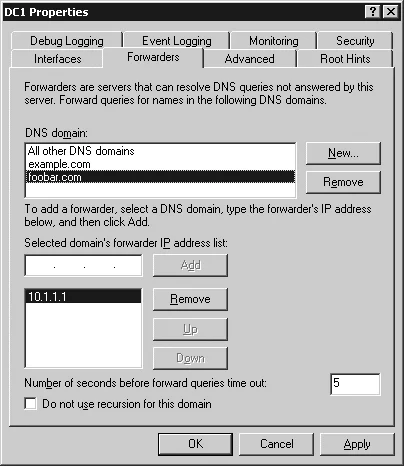 DC1 Properties
Debug Logging Event Logging Monitoring Security
Interfaces Forwarders Advanced Root Hints
Forwarders are servers that can resolve DNS queries not answered by this
server. Forward queries for names in the following DNS domains.
DNS domain:
All other DNS domains
example.com
foobar.com
New...
Remove
To add a forwarder, select a DNS domain, type the forwarder's IP address
below, and then click Add.
Selected domain's forwarder IP address list:
. . .
Add
10.1.1.1
Remove
Up
Down
Number of seconds before forward queries time out: 5
Do not use recursion for this domain
OK Cancel Apply